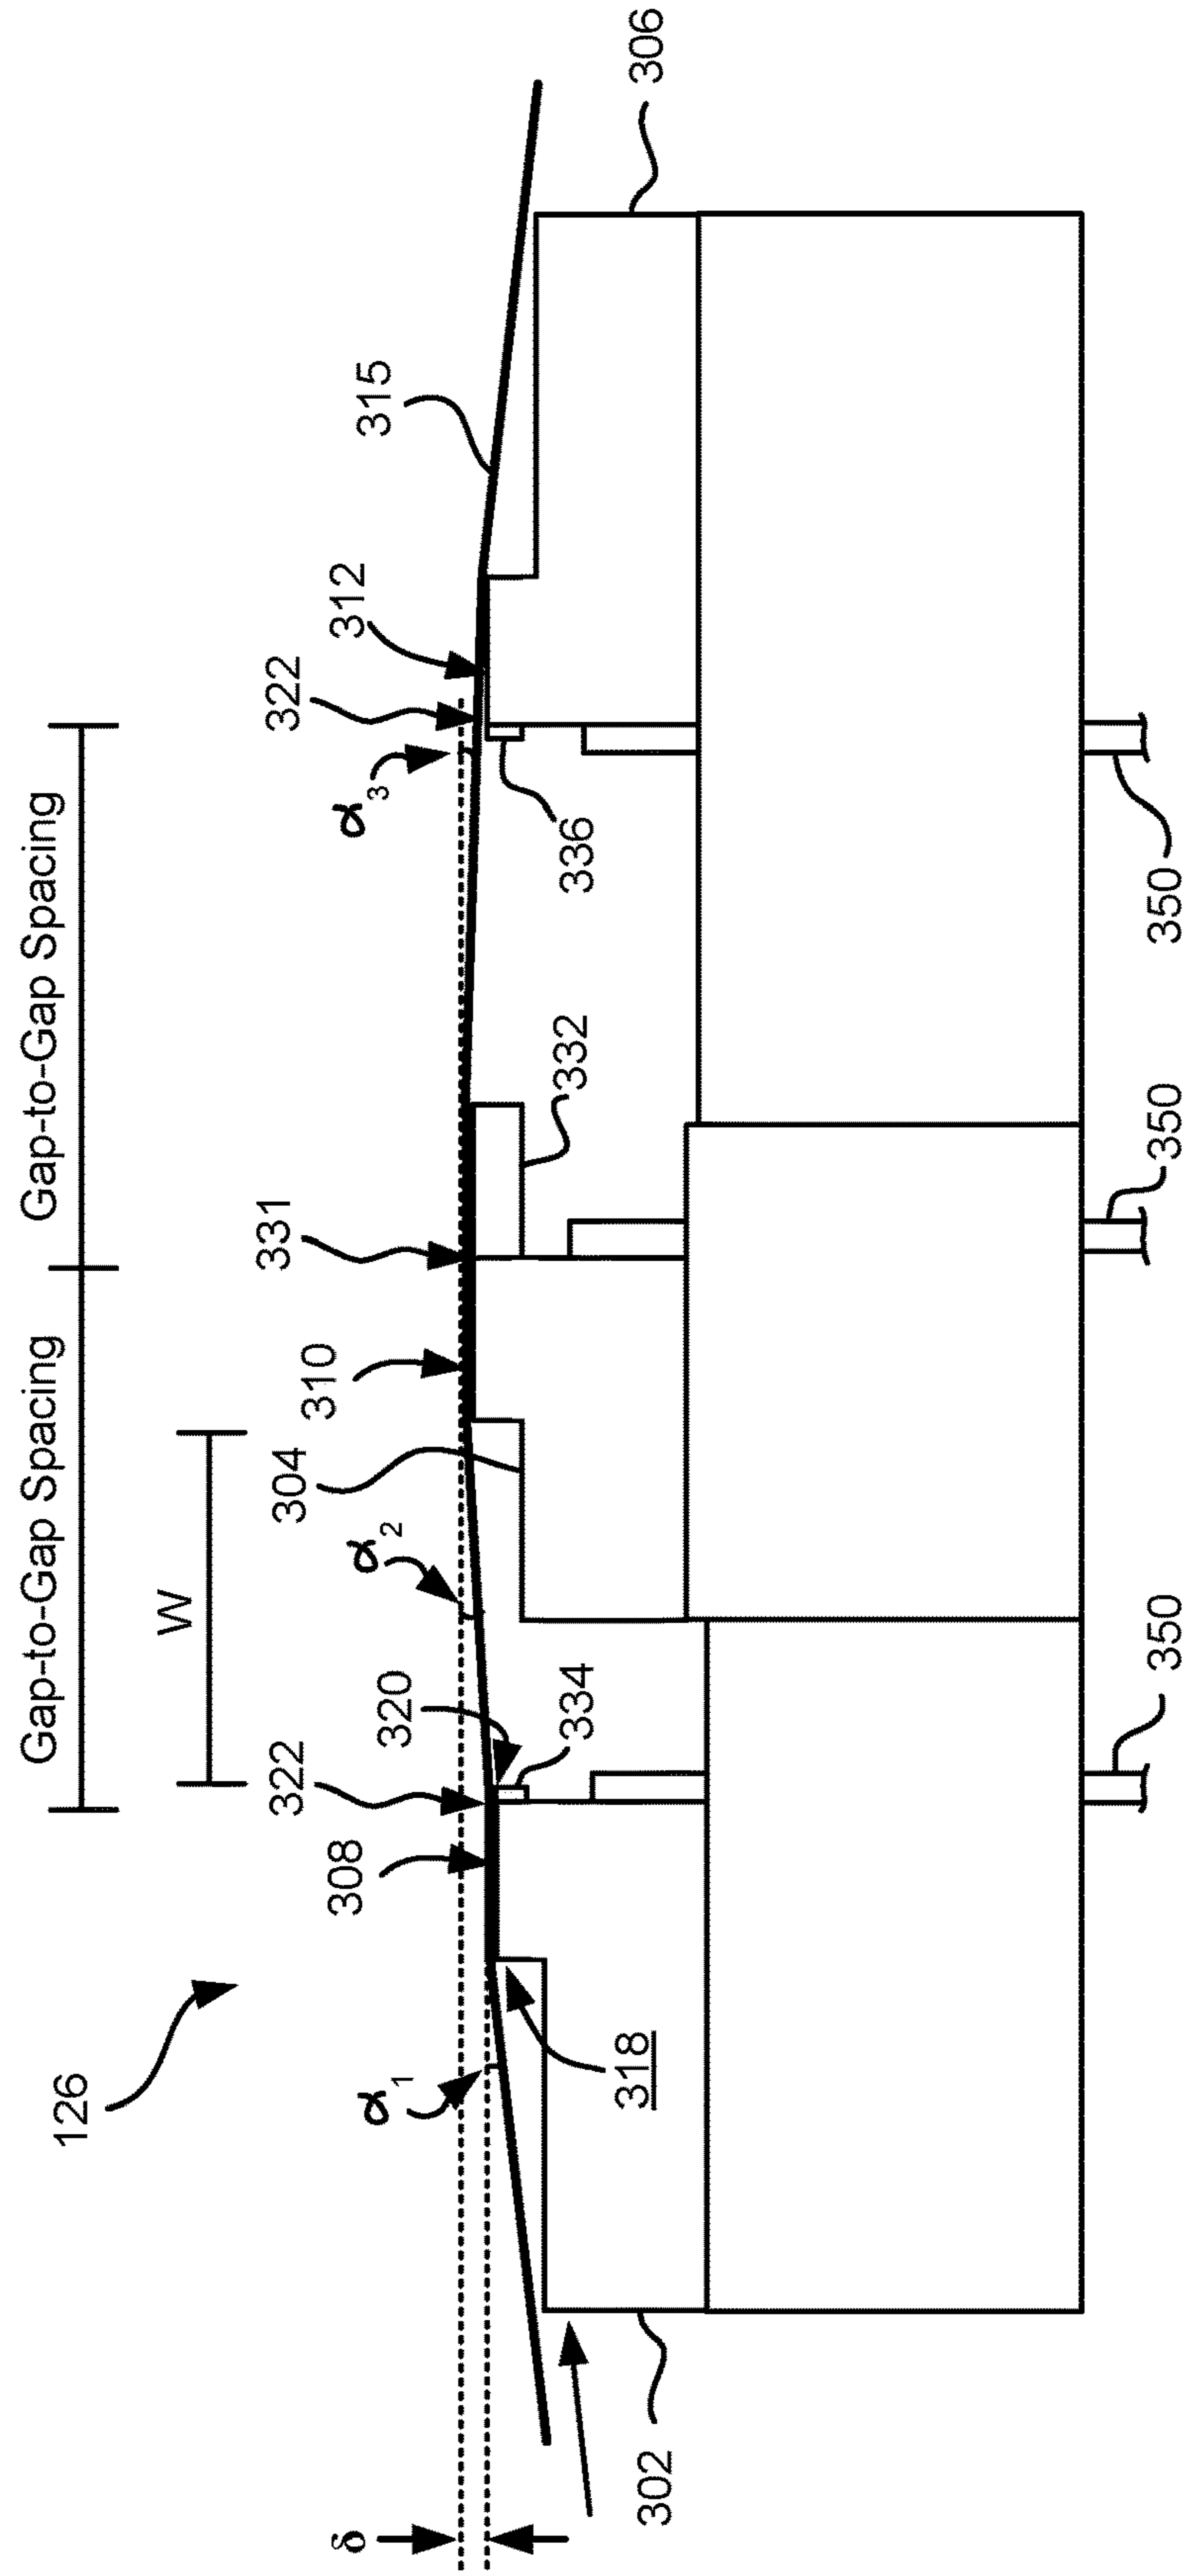 Gap-to-Gap Spacing
Gap-to-Gap Spacing
W
126
δ
α1
308
322
320
α2
304
310
331
α3
322
312
315
332
334
336
318
302
306
350
350
350